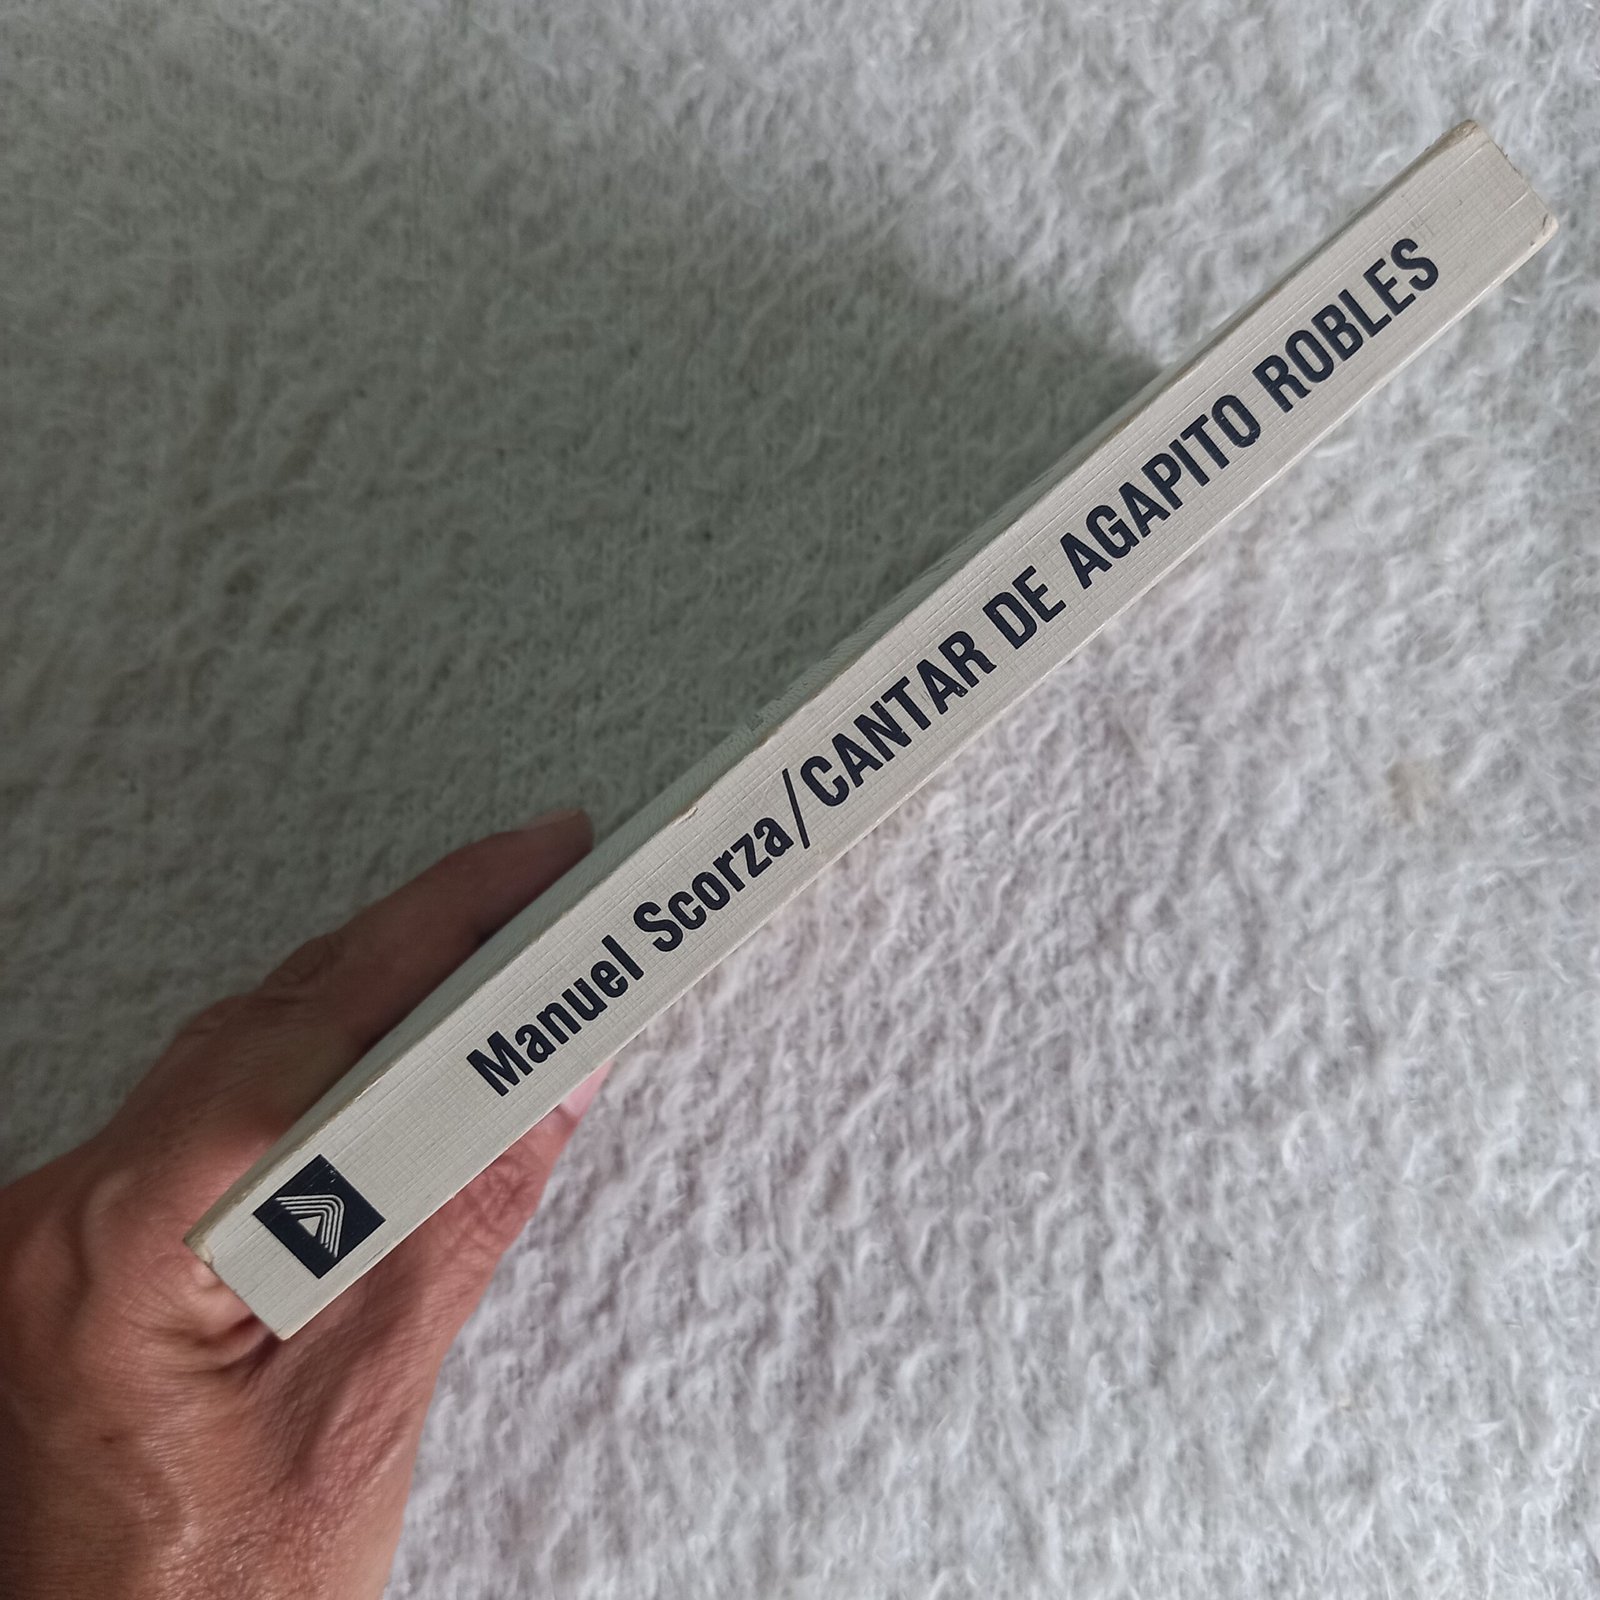 Manuel Scorza/CANTAR DE AGAPITO ROBLES